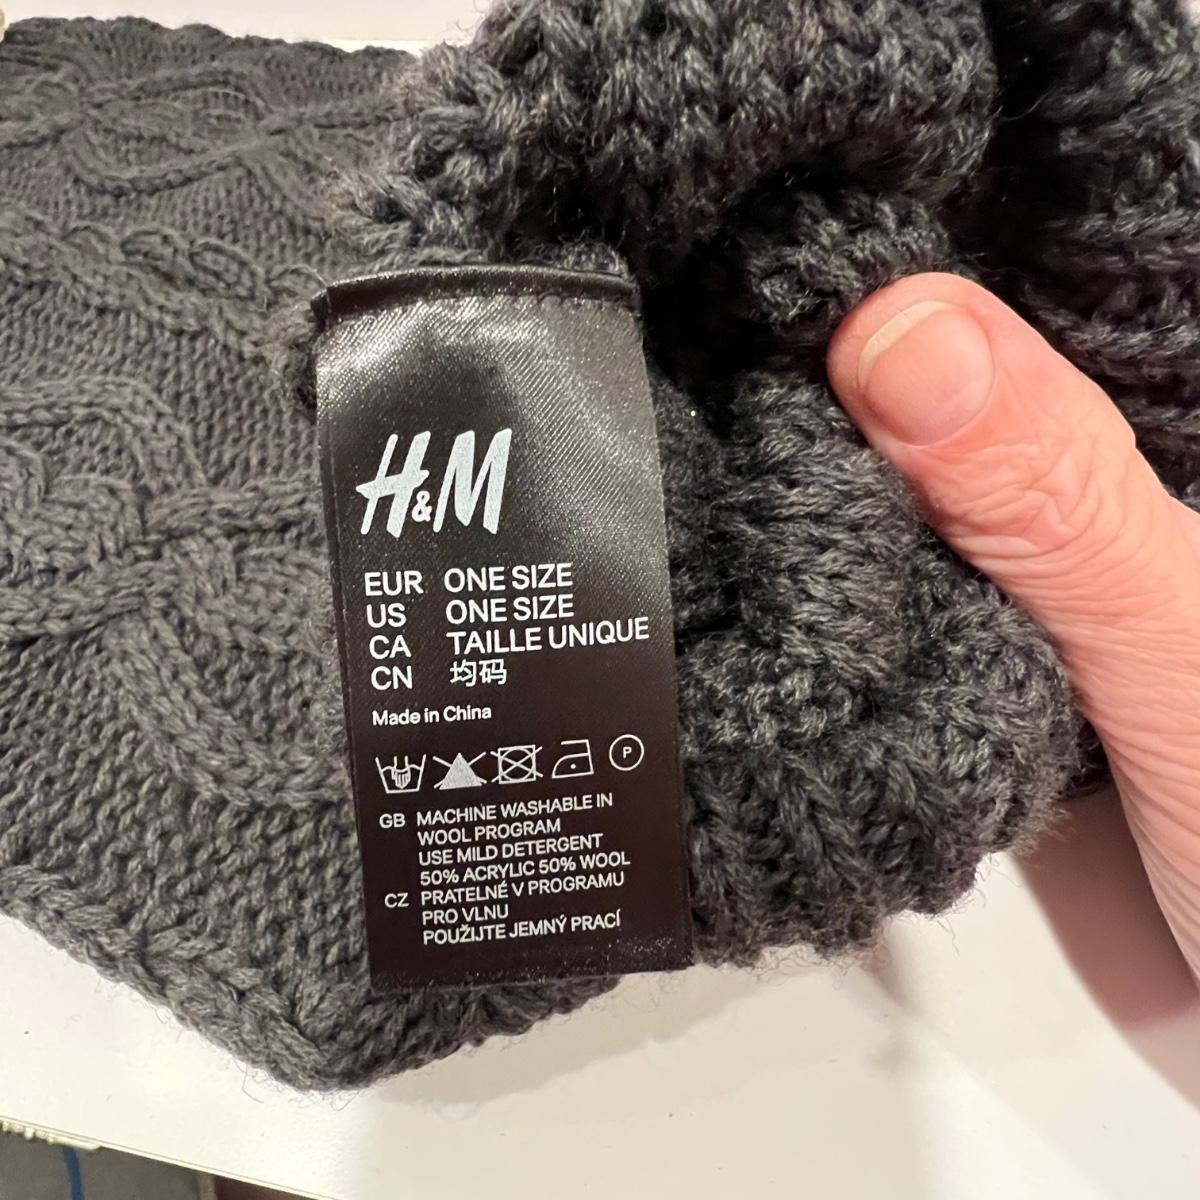 H&M
EUR ONE SIZE
US ONE SIZE
CA TAILLE UNIQUE
CN 均码
Made in China
P
GB MACHINE WASHABLE IN
WOOL PROGRAM
USE MILD DETERGENT
50% ACRYLIC 50% WOOL
CZ PRATELNÉ V PROGRAMU
PRO VLNU
POUŽIJTE JEMNÝ PRACÍ